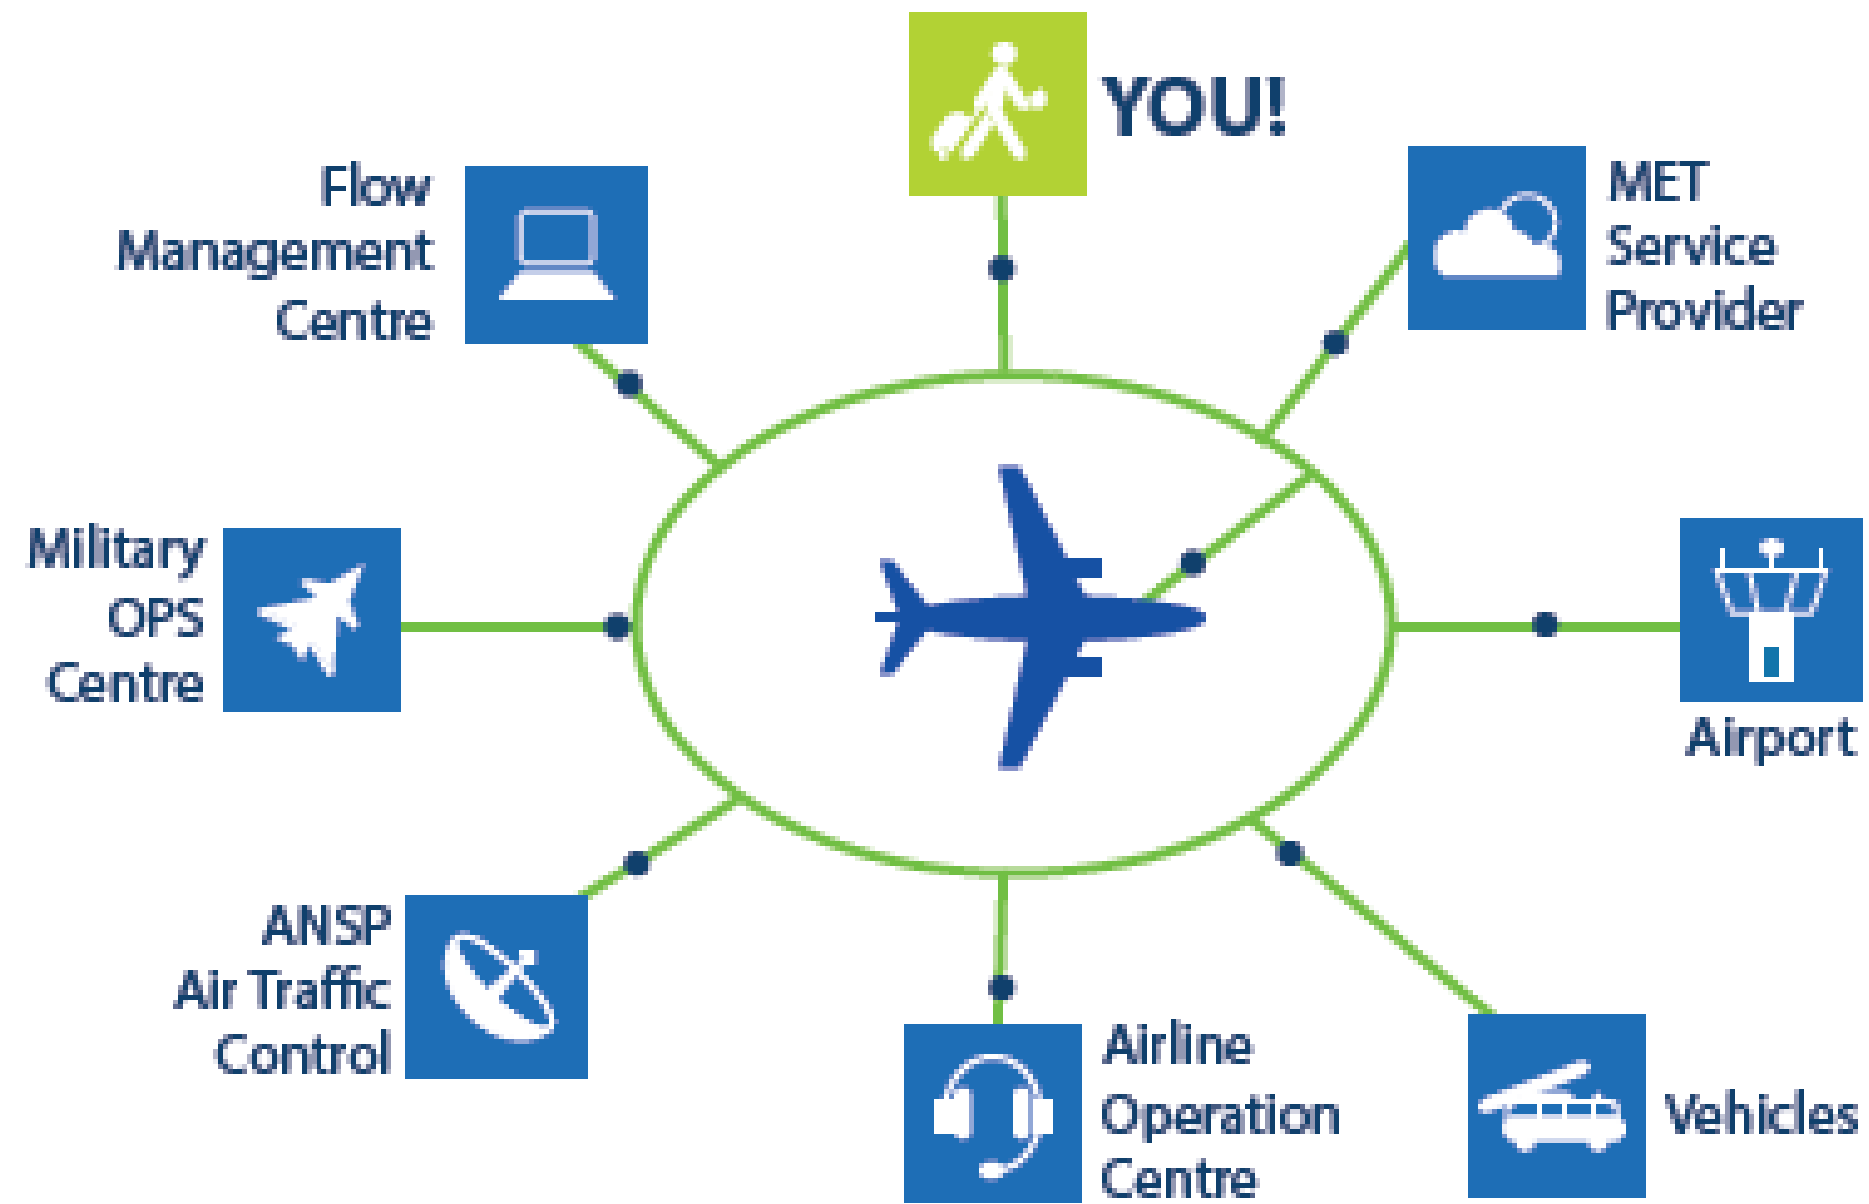 YOU!
Flow
Management
Centre
MET
Service
Provider
Military
OPS
Centre
Airport
ANSP
Air Traffic
Control
Airline
Operation
Centre
Vehicles